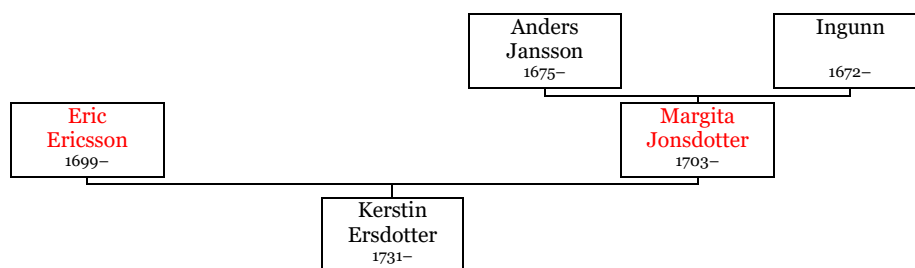 Anders
Jansson
1675–
Ingunn
1672–
Eric
Ericsson
1699–
Margita
Jonsdotter
1703–
Kerstin
Ersdotter
1731–